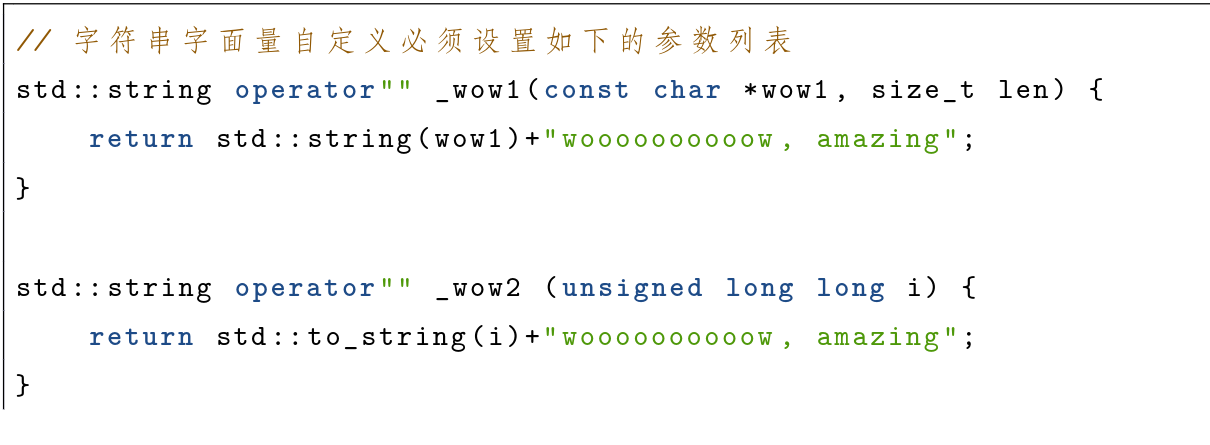 // 字符串字面量自定义必须设置如下的参数列表
std::string operator"" _wow1(const char *wow1, size_t len) {
    return std::string(wow1)+"woooooooooow, amazing";
}

std::string operator"" _wow2 (unsigned long long i) {
    return std::to_string(i)+"woooooooooow, amazing";
}